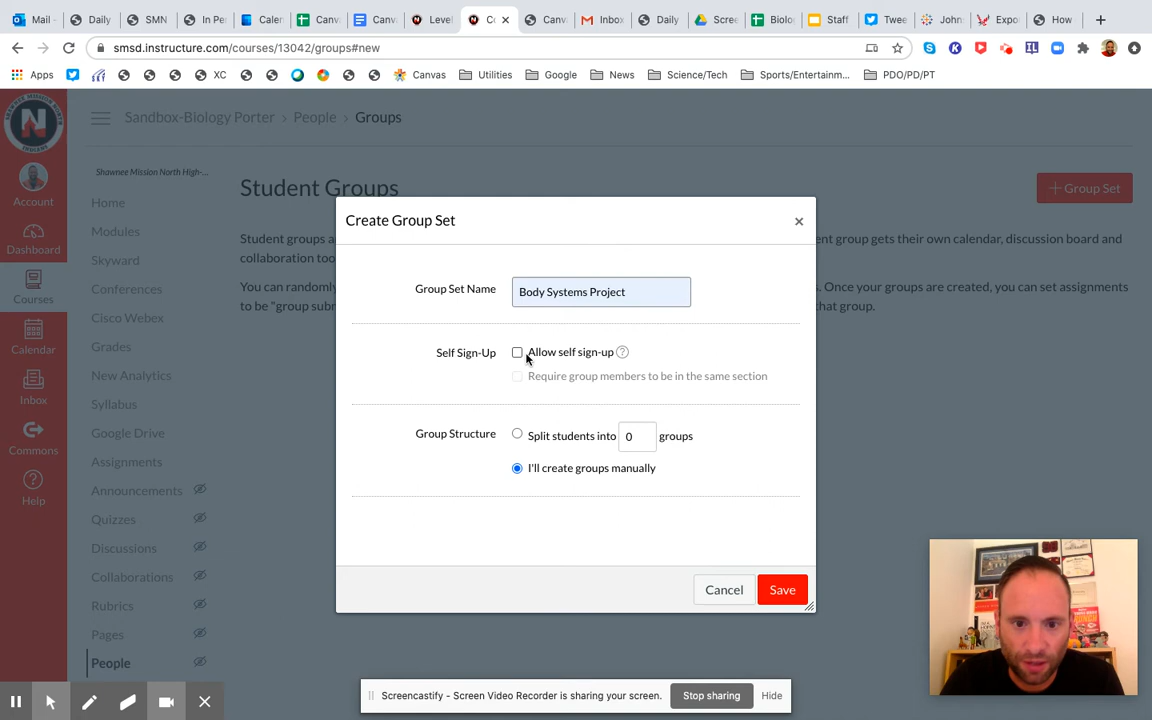 Mail -
Daily
SMN
In Per
Calen
Canva
Canva
Level
Co
Canva
Inbox
Daily
Scree
Biolo
Staff
Twee
John
Expo
How
smsd.instructure.com/courses/13042/groups#new
Apps
XC
Canvas
Utilities
Google
News
Science/Tech
Sports/Entertainm...
PDO/PD/PT
Sandbox-Biology Porter > People > Groups
Shawnee Mission North High-...
Account
Dashboard
Courses
Calendar
Inbox
Commons
Help
Home
Modules
Skyward
Conferences
Cisco Webex
Grades
New Analytics
Syllabus
Google Drive
Assignments
Announcements
Quizzes
Discussions
Collaborations
Rubrics
Pages
People
Student Groups
+ Group Set
Student groups a
ent group gets their own calendar, discussion board and
collaboration too
You can randomly
s. Once your groups are created, you can set assignments
to be "group subm
that group.
Create Group Set
×
Group Set Name
Body Systems Project
Self Sign-Up
Allow self sign-up ?
Require group members to be in the same section
Group Structure
Split students into 0 groups
I'll create groups manually
Cancel
Save
Screencastify - Screen Video Recorder is sharing your screen.
Stop sharing
Hide